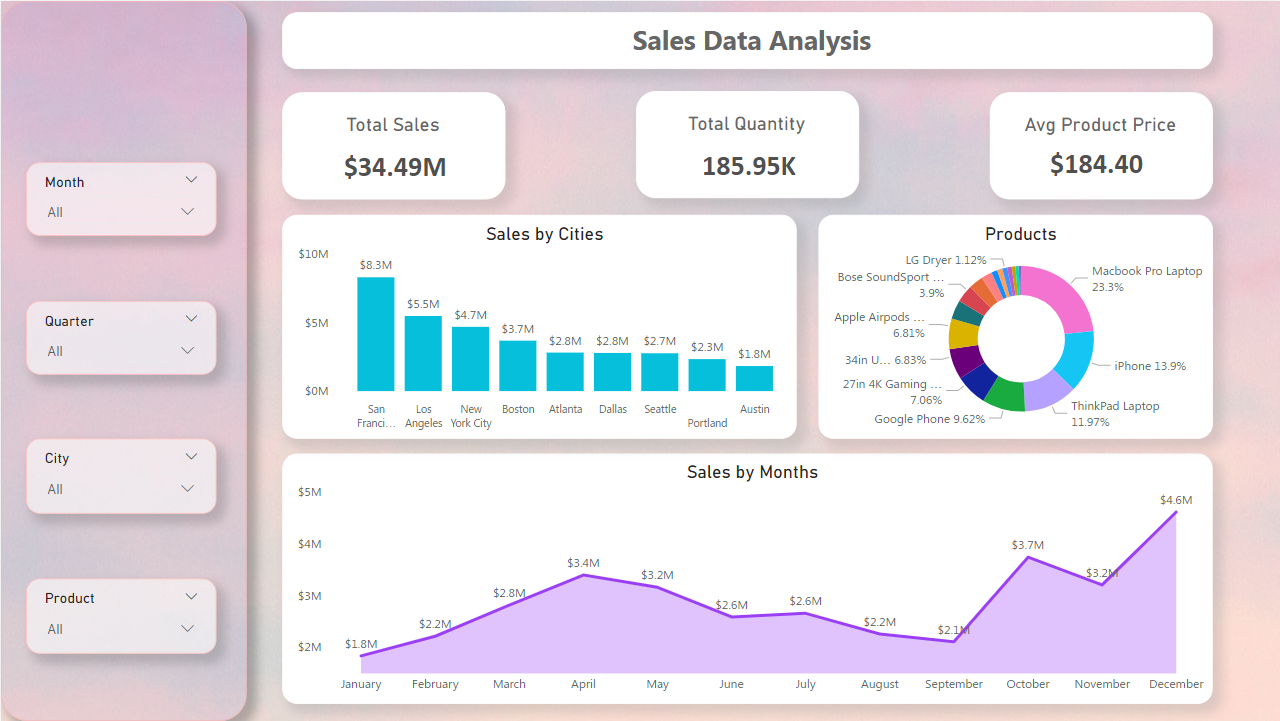 Sales Data Analysis
Month
All
Quarter
All
City
All
Product
All
Total Sales
$34.49M
Total Quantity
185.95K
Avg Product Price
$184.40
Sales by Cities
$10M
$5M
$0M
$8.3M
$5.5M
$4.7M
$3.7M
$2.8M
$2.8M
$2.7M
$2.3M
$1.8M
San Franci…
Los Angeles
New York City
Boston
Atlanta
Dallas
Seattle
Portland
Austin
Products
LG Dryer 1.12%
Bose SoundSport …
3.9%
Apple Airpods …
6.81%
34in U… 6.83%
27in 4K Gaming …
7.06%
Google Phone 9.62%
Macbook Pro Laptop
23.3%
iPhone 13.9%
ThinkPad Laptop
11.97%
Sales by Months
$5M
$4M
$3M
$2M
$1.8M
$2.2M
$2.8M
$3.4M
$3.2M
$2.6M
$2.6M
$2.2M
$2.1M
$3.7M
$3.2M
$4.6M
January February March April May June July August September October November December